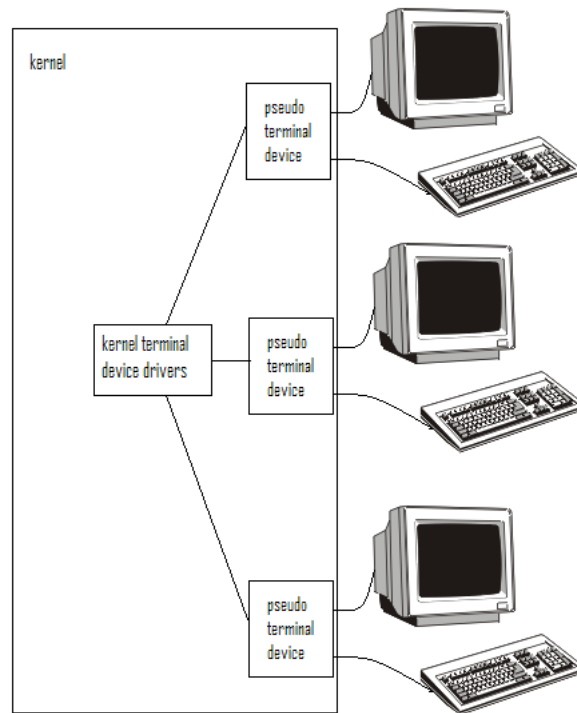 kernel
pseudo
terminal
device
kernel terminal
device drivers
pseudo
terminal
device
pseudo
terminal
device